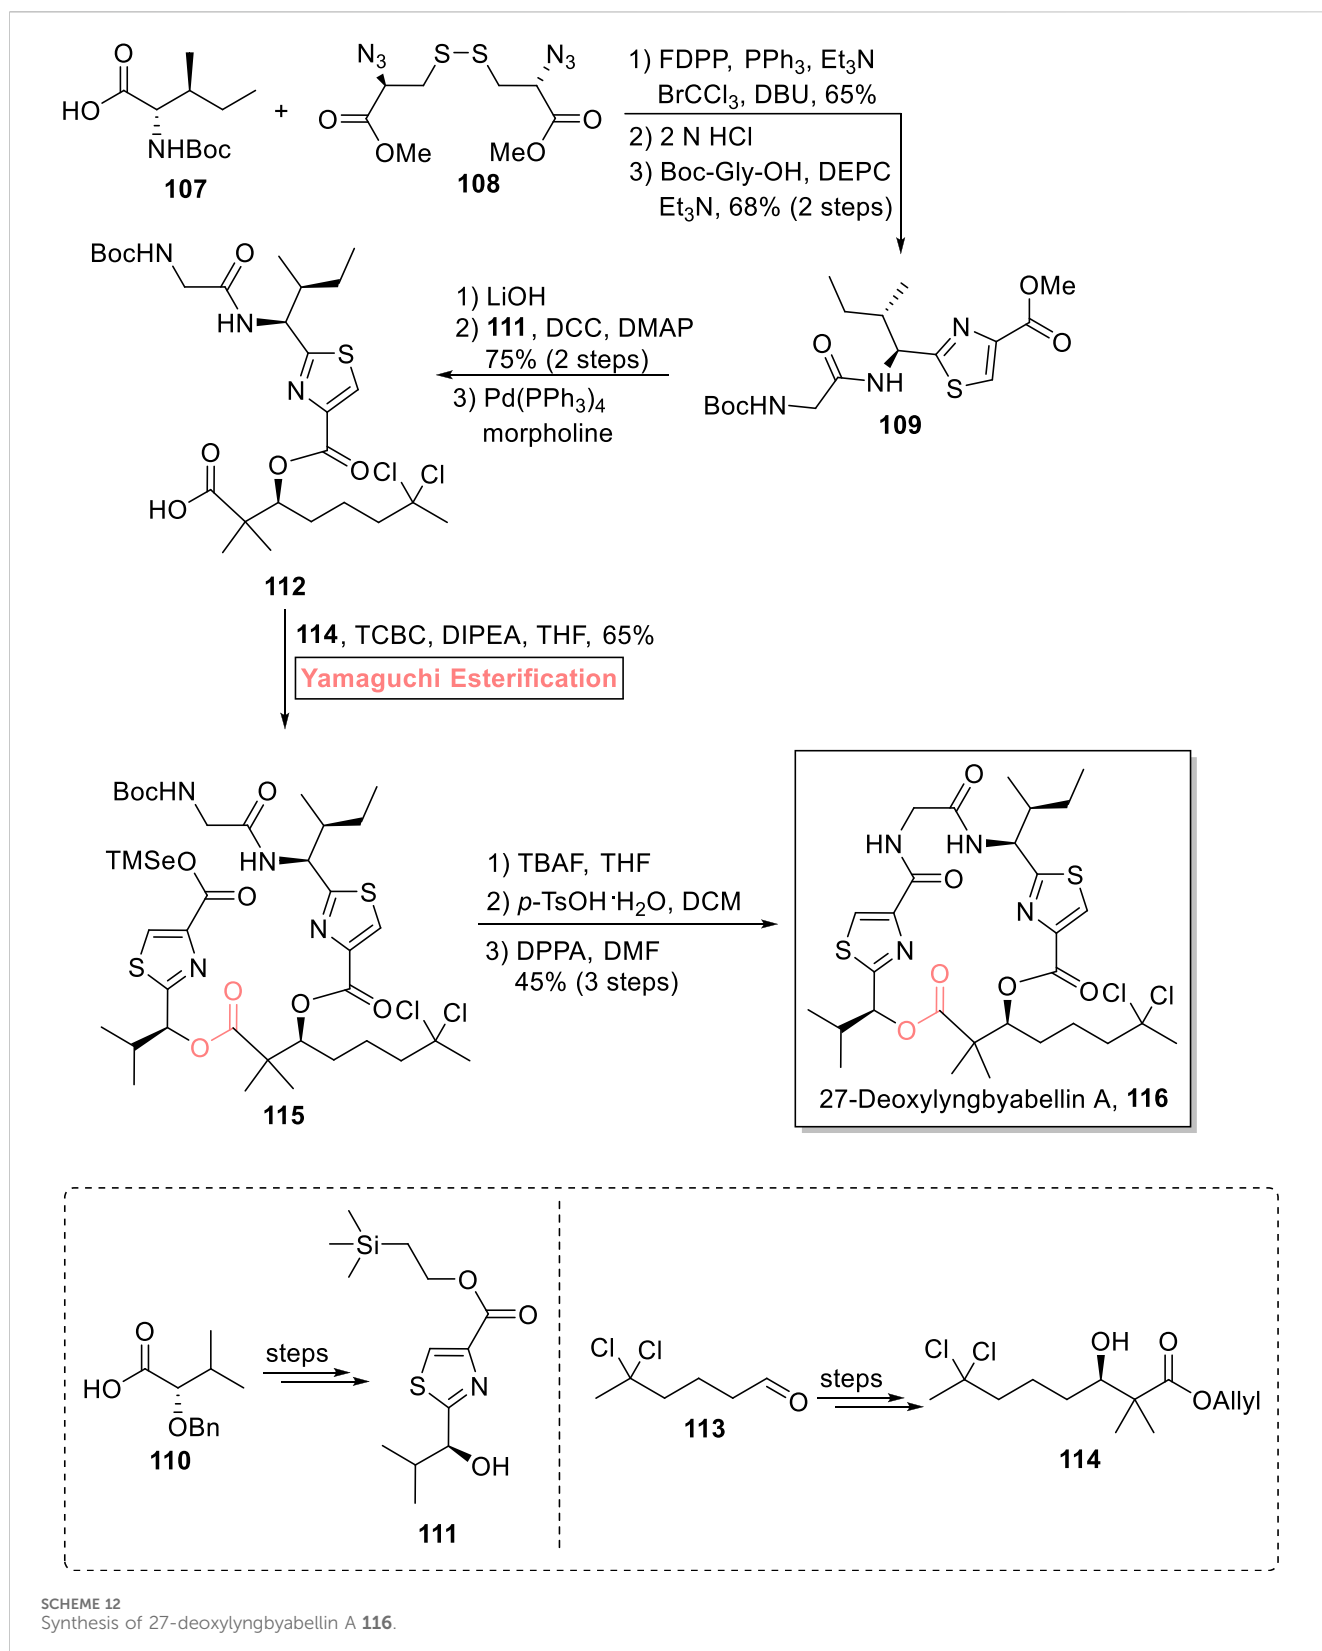 O
HO
NHBoc
107
+
N3
S-S
N3
O
OMe
O
MeO
108
1) FDPP, PPh3, Et3N
BrCCl3, DBU, 65%
2) 2 N HCl
3) Boc-Gly-OH, DEPC
Et3N, 68% (2 steps)
BocHN
O
HN
S
N
O
O
O
HO
Cl
Cl
112
1) LiOH
2) 111, DCC, DMAP
75% (2 steps)
3) Pd(PPh3)4
morpholine
OMe
O
N
S
O
NH
BocHN
109
114, TCBC, DIPEA, THF, 65%
Yamaguchi Esterification
BocHN
O
TMSeO
HN
O
S
N
S
N
O
O
O
O
Cl
Cl
115
1) TBAF, THF
2) p-TsOH·H2O, DCM
3) DPPA, DMF
45% (3 steps)
O
HN
HN
O
S
N
S
N
O
O
O
O
Cl
Cl
27-Deoxylyngbyabellin A, 116
O
HO
OBn
110
steps
Si
O
O
S
N
OH
111
Cl
Cl
O
113
steps
Cl
Cl
OH
O
OAllyl
114
SCHEME 12
Synthesis of 27-deoxylyngbyabellin A 116.